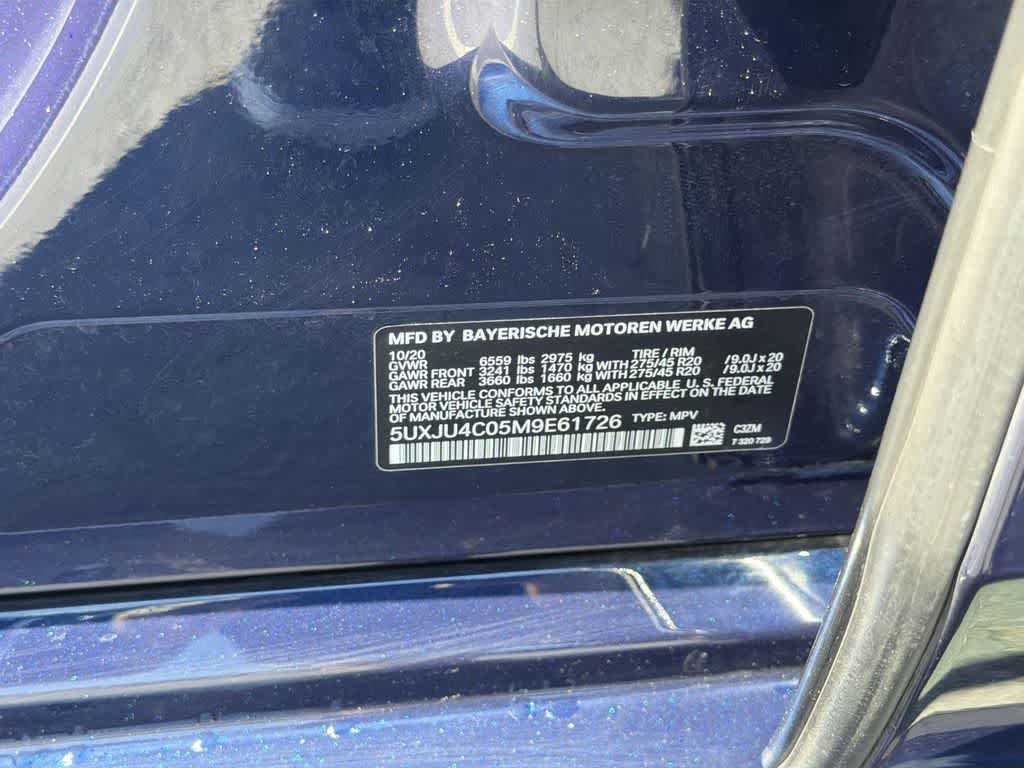 MFD BY BAYERISCHE MOTOREN WERKE AG
10/20
GVWR 6559 lbs 2975 kg TIRE / RIM
GAWR FRONT 3241 lbs 1470 kg WITH 275/45 R20 /9.0J x 20
GAWR REAR 3660 lbs 1660 kg WITH 275/45 R20 /9.0J x 20
THIS VEHICLE CONFORMS TO ALL APPLICABLE U. S. FEDERAL
MOTOR VEHICLE SAFETY STANDARDS IN EFFECT ON THE DATE
OF MANUFACTURE SHOWN ABOVE.
5UXJU4C05M9E61726 TYPE: MPV
C3ZM
7 320 729